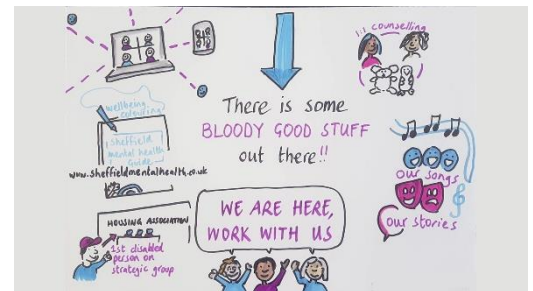 1:1 counselling
There is some
BLOODY GOOD STUFF
out there!!
wellbeing
colouring
Sheffield
mental health
Guide
www.sheffieldmentalhealth.co.uk
HOUSING ASSOCIATION
1st disabled
person on
strategic group
WE ARE HERE,
WORK WITH US
our songs
our stories